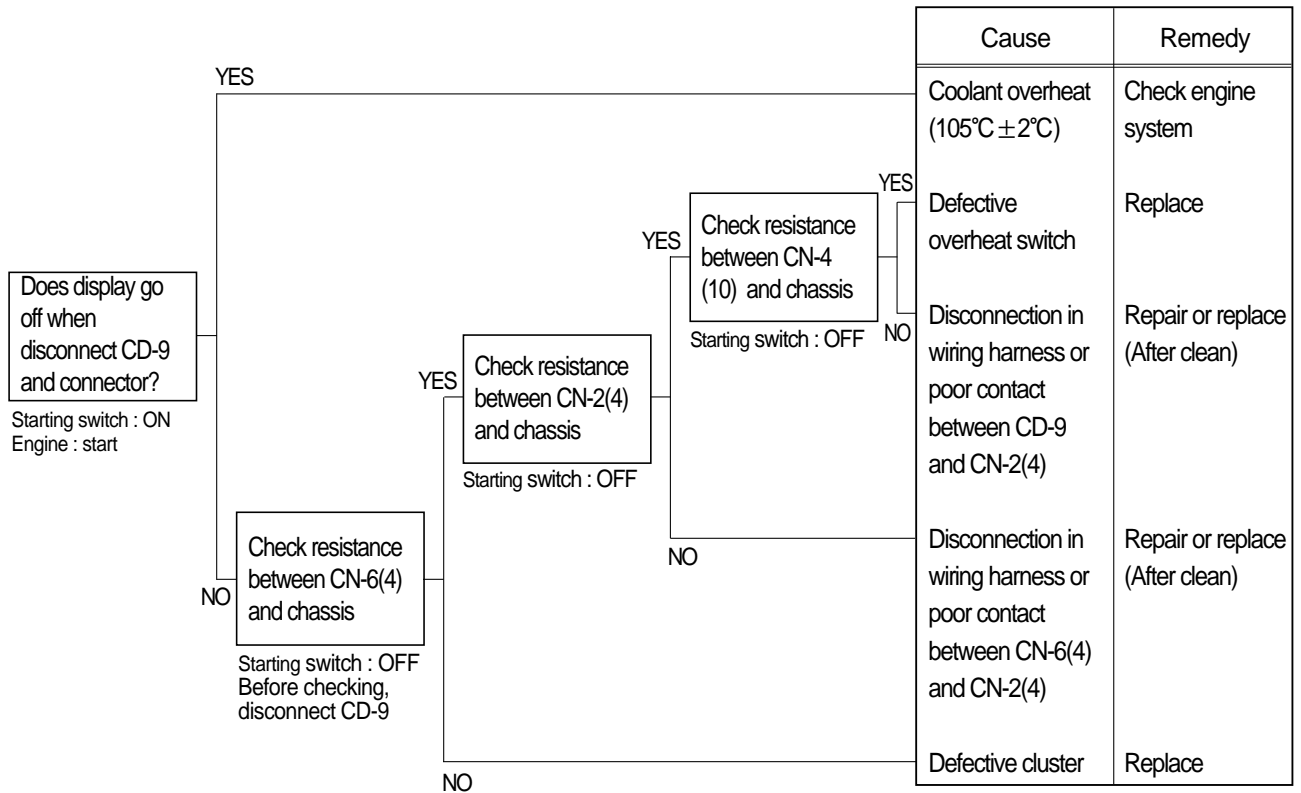 Does display go
off when
disconnect CD-9
and connector?
Starting switch : ON
Engine : start
YES
NO
Check resistance
between CN-6(4)
and chassis
Starting switch : OFF
Before checking,
disconnect CD-9
YES
NO
Check resistance
between CN-2(4)
and chassis
Starting switch : OFF
YES
NO
Check resistance
between CN-4
(10) and chassis
Starting switch : OFF
YES
NO
Cause
Remedy
Coolant overheat
(105℃±2℃)
Check engine
system
Defective
overheat switch
Replace
Disconnection in
wiring harness or
poor contact
between CD-9
and CN-2(4)
Repair or replace
(After clean)
Disconnection in
wiring harness or
poor contact
between CN-6(4)
and CN-2(4)
Repair or replace
(After clean)
Defective cluster
Replace